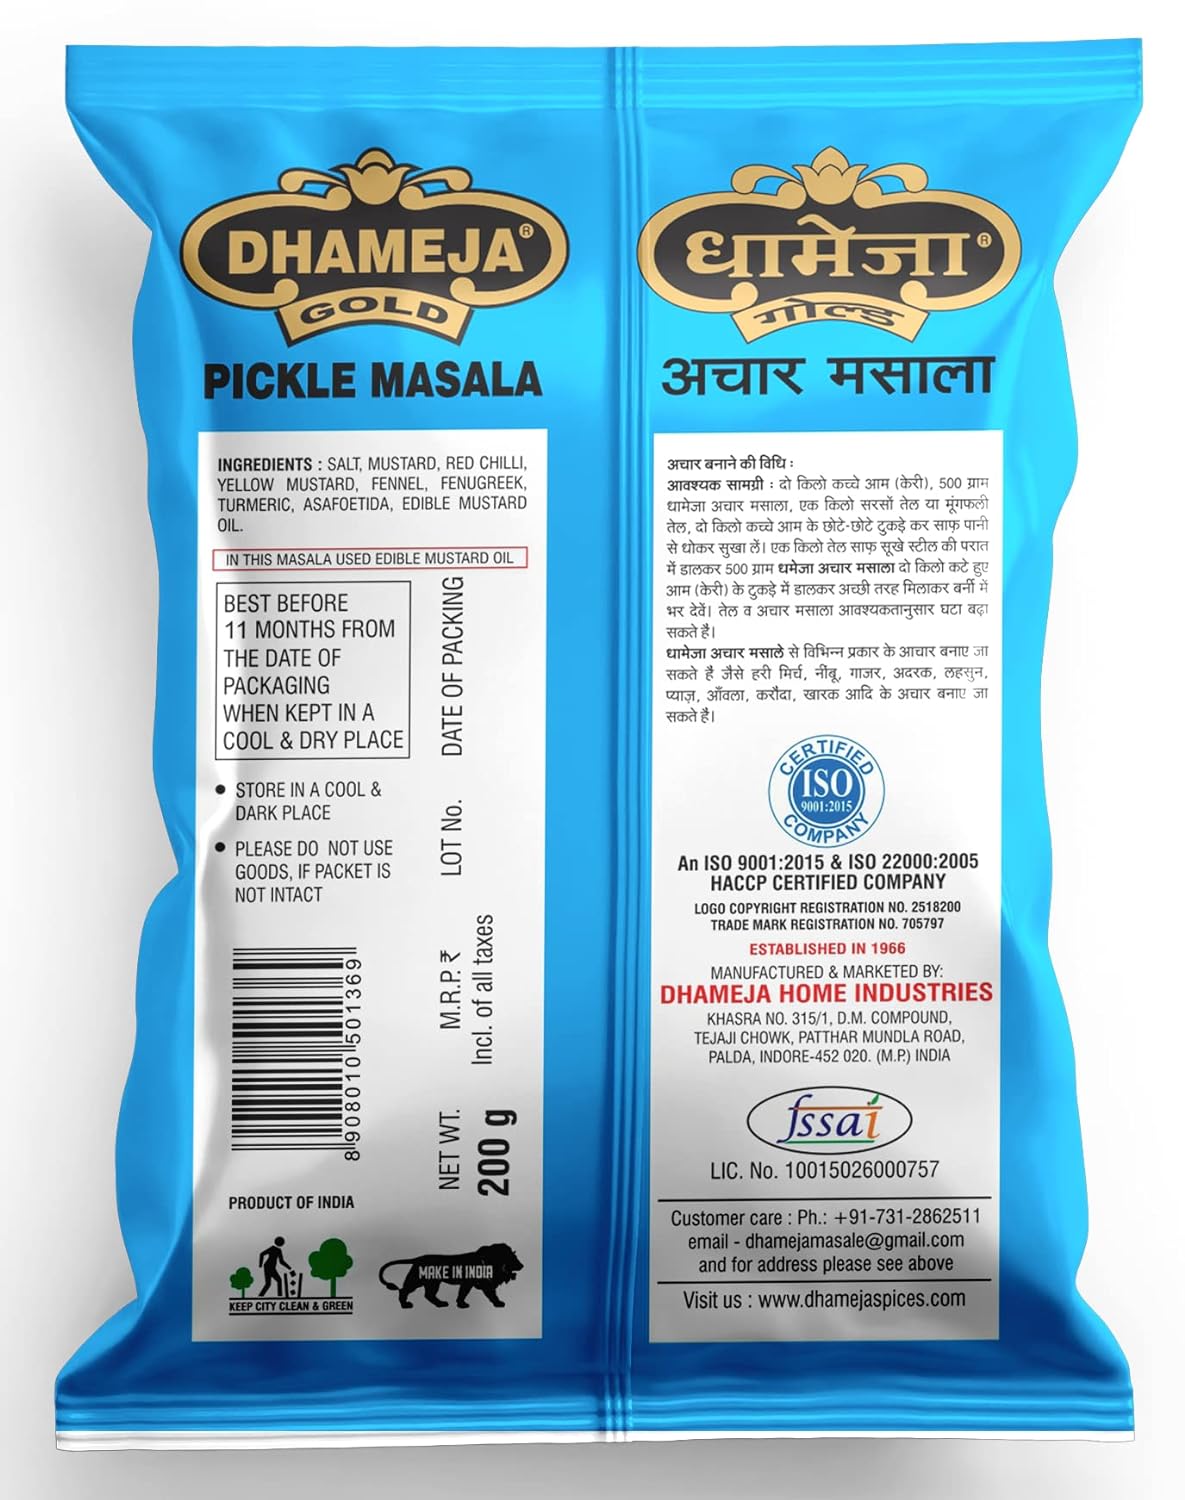 DHAMEJA®
GOLD
PICKLE MASALA
INGREDIENTS : SALT, MUSTARD, RED CHILLI,
YELLOW MUSTARD, FENNEL, FENUGREEK,
TURMERIC, ASAFOETIDA, EDIBLE MUSTARD
OIL.
IN THIS MASALA USED EDIBLE MUSTARD OIL
BEST BEFORE
11 MONTHS FROM
THE DATE OF
PACKAGING
WHEN KEPT IN A
COOL & DRY PLACE
• STORE IN A COOL &
DARK PLACE
• PLEASE DO NOT USE
GOODS, IF PACKET IS
NOT INTACT
DATE OF PACKING
LOT No.
M.R.P. ₹
Incl. of all taxes
NET WT.
200 g
8 908010 501369
PRODUCT OF INDIA
KEEP CITY CLEAN & GREEN
MAKE IN INDIA
धामेजा®
गोल्ड
अचार मसाला
अचार बनाने की विधि :
आवश्यक सामग्री : दो किलो कच्चे आम (केरी), 500 ग्राम
धामेजा अचार मसाला, एक किलो सरसों तेल या मूंगफली
तेल, दो किलो कच्चे आम के छोटे-छोटे टुकड़े कर साफ पानी
से धोकर सुखा लें। एक किलो तेल साफ़ सूखे स्टील की परात
में डालकर 500 ग्राम धमेजा अचार मसाला दो किलो कटे हुए
आम (केरी) के टुकड़े में डालकर अच्छी तरह मिलाकर बर्नी में
भर देवें। तेल व अचार मसाला आवश्यकतानुसार घटा बढ़ा
सकते है।
धामेजा अचार मसाले से विभिन्न प्रकार के आचार बनाए जा
सकते है जैसे हरी मिर्च, नींबू, गाजर, अदरक, लहसुन,
प्याज़, आँवला, करौदा, खारक आदि के अचार बनाए जा
सकते है।
CERTIFIED
ISO
9001:2015
COMPANY
An ISO 9001:2015 & ISO 22000:2005
HACCP CERTIFIED COMPANY
LOGO COPYRIGHT REGISTRATION NO. 2518200
TRADE MARK REGISTRATION NO. 705797
ESTABLISHED IN 1966
MANUFACTURED & MARKETED BY:
DHAMEJA HOME INDUSTRIES
KHASRA NO. 315/1, D.M. COMPOUND,
TEJAJI CHOWK, PATTHAR MUNDLA ROAD,
PALDA, INDORE-452 020. (M.P.) INDIA
fssai
LIC. No. 10015026000757
Customer care : Ph.: +91-731-2862511
email - dhamejamasale@gmail.com
and for address please see above
Visit us : www.dhamejaspices.com